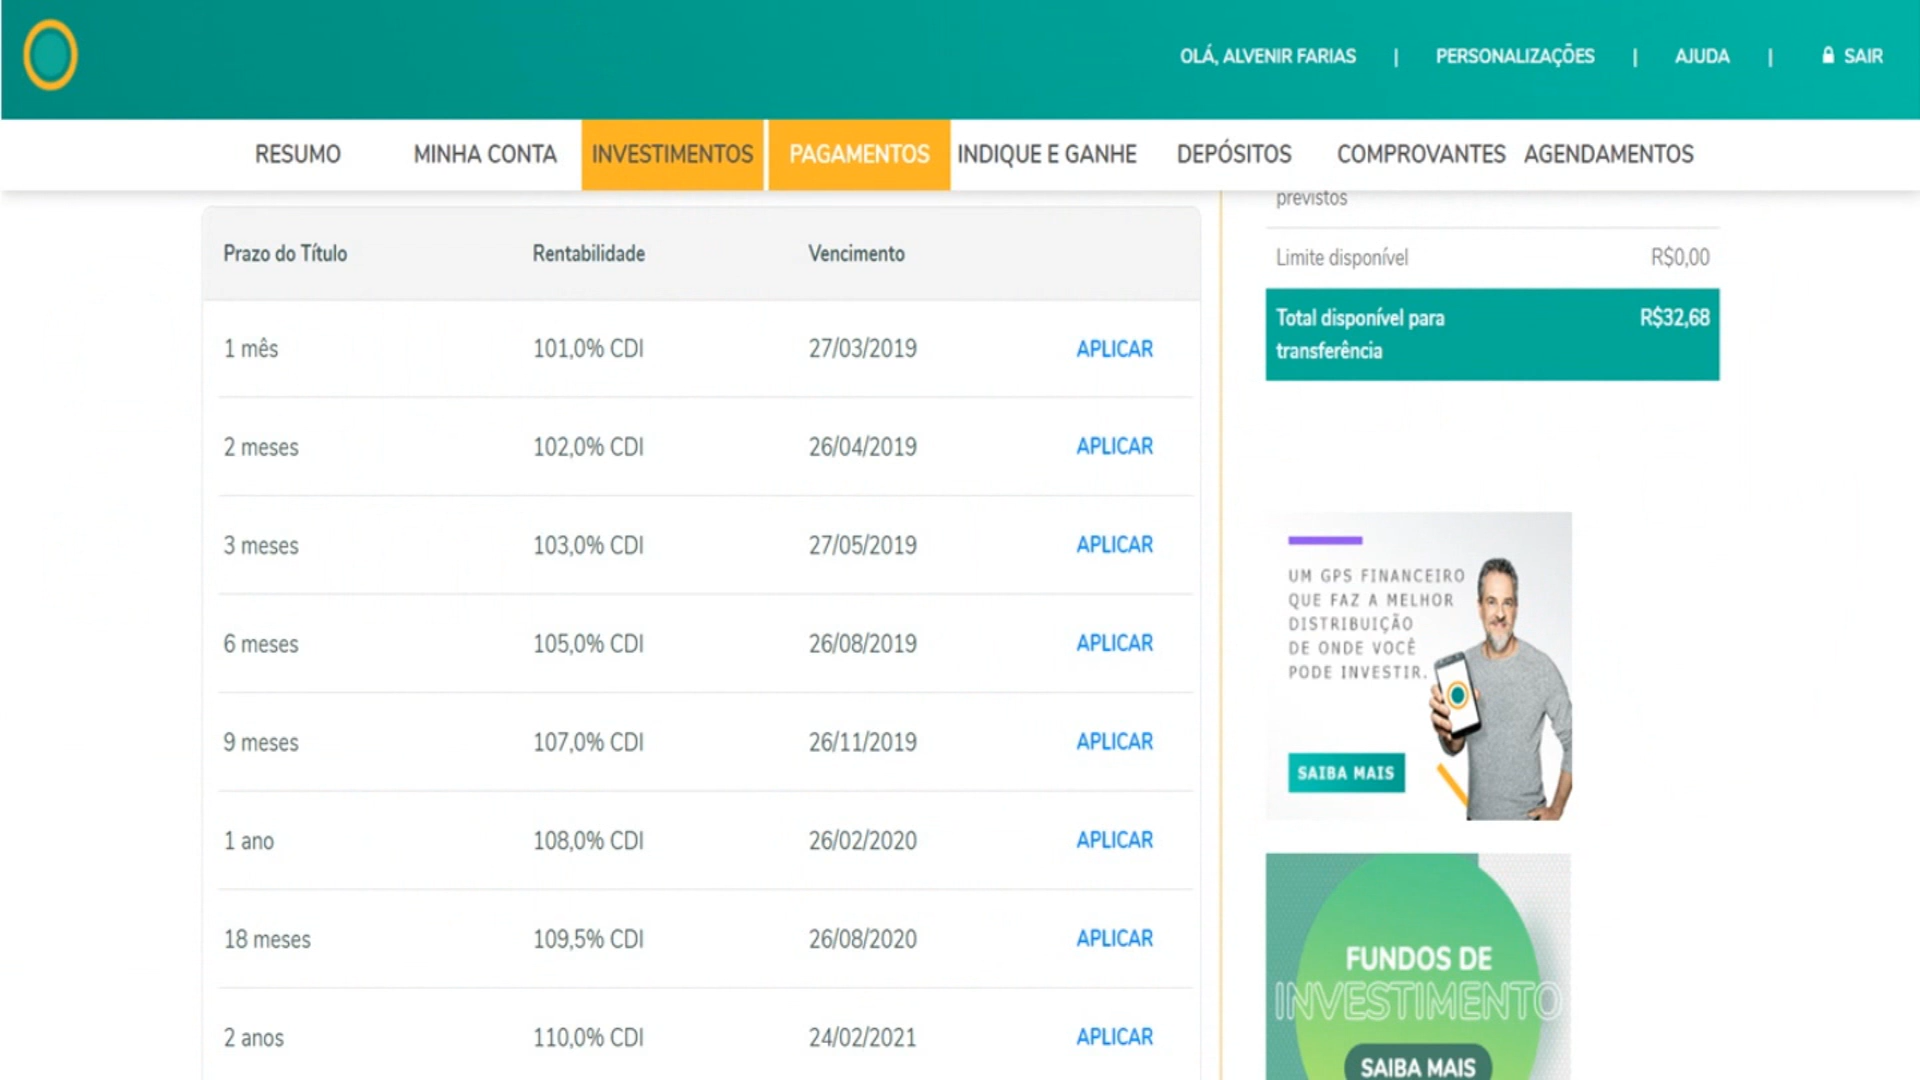 OLÁ, ALVENIR FARIAS | PERSONALIZAÇÕES | AJUDA | SAIR
RESUMO MINHA CONTA INVESTIMENTOS PAGAMENTOS INDIQUE E GANHE DEPÓSITOS COMPROVANTES AGENDAMENTOS
Prazo do Título Rentabilidade Vencimento
1 mês 101,0% CDI 27/03/2019 APLICAR
2 meses 102,0% CDI 26/04/2019 APLICAR
3 meses 103,0% CDI 27/05/2019 APLICAR
6 meses 105,0% CDI 26/08/2019 APLICAR
9 meses 107,0% CDI 26/11/2019 APLICAR
1 ano 108,0% CDI 26/02/2020 APLICAR
18 meses 109,5% CDI 26/08/2020 APLICAR
2 anos 110,0% CDI 24/02/2021 APLICAR
previstos
Limite disponível R$0,00
Total disponível para R$32,68
transferência
UM GPS FINANCEIRO
QUE FAZ A MELHOR
DISTRIBUIÇÃO
DE ONDE VOCÊ
PODE INVESTIR.
SAIBA MAIS
FUNDOS DE
INVESTIMENTO
SAIBA MAIS